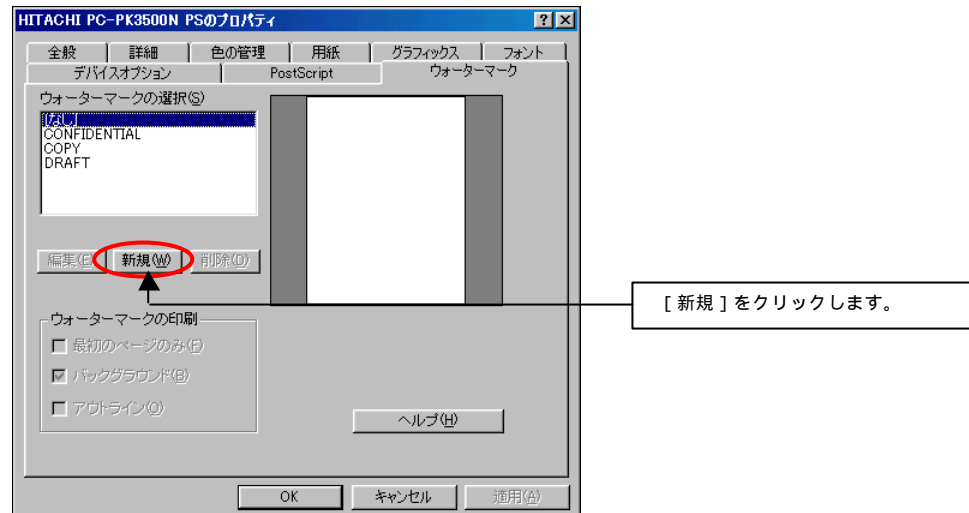 HITACHI PC-PK3500N PSのプロパティ
全般 詳細 色の管理 用紙 グラフィックス フォント
デバイスオプション PostScript ウォーターマーク
ウォーターマークの選択(S)
[なし]
CONFIDENTIAL
COPY
DRAFT
編集(E) 新規(W) 削除(D)
[新規]をクリックします。
ウォーターマークの印刷
最初のページのみ(F)
バックグラウンド(B)
アウトライン(O)
ヘルプ(H)
OK キャンセル 適用(A)